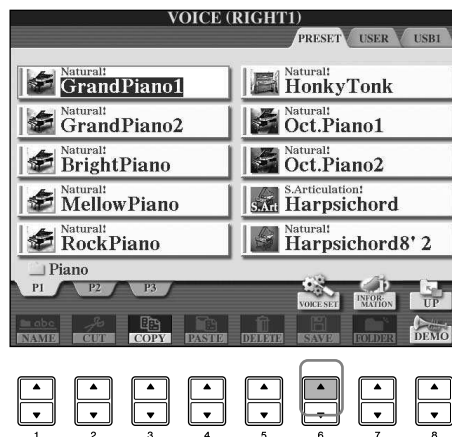 VOICE (RIGHT1)
PRESET USER USB1
Natural!
GrandPiano1
Natural!
HonkyTonk
Natural!
GrandPiano2
Natural!
Oct.Piano1
Natural!
BrightPiano
Natural!
Oct.Piano2
Natural!
MellowPiano
S.Articulation!
S.Art
Harpsichord
Natural!
RockPiano
Natural!
Harpsichord8' 2
Piano
P1 P2 P3
VOICE SET
INFOR-
MATION
UP
abc
NAME CUT COPY PASTE DELETE SAVE FOLDER DEMO
1 2 3 4 5 6 7 8